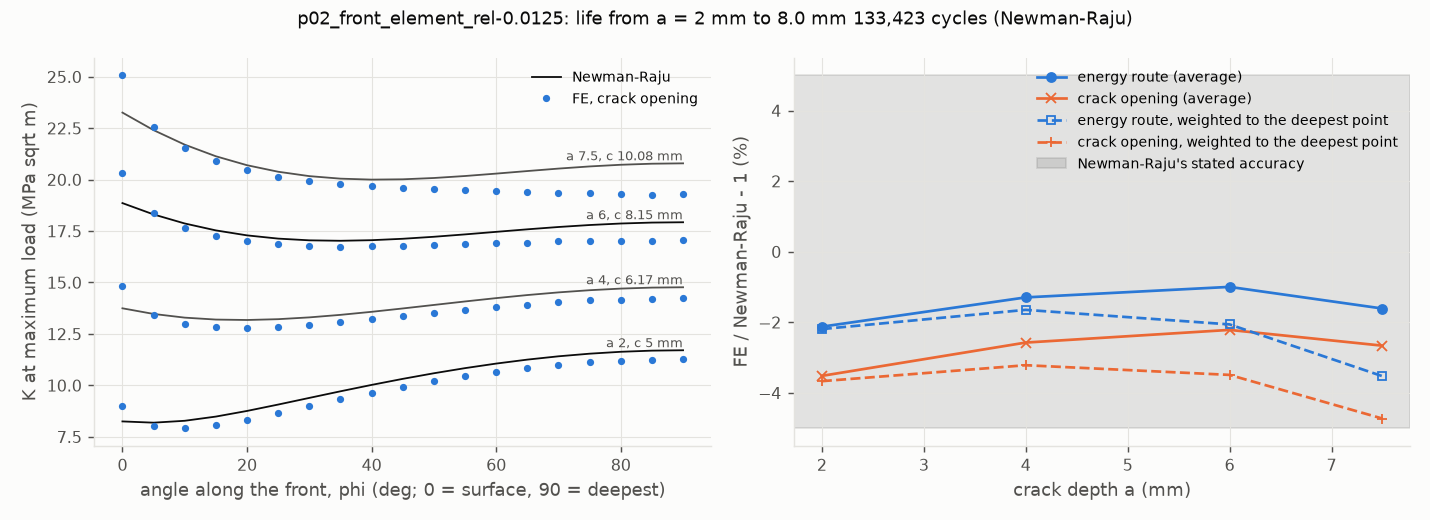 p02_front_element_rel-0.0125: life from a = 2 mm to 8.0 mm 133,423 cycles (Newman-Raju)
K at maximum load (MPa sqrt m)
25.0
22.5
20.0
17.5
15.0
12.5
10.0
7.5
Newman-Raju
FE, crack opening
a 7.5, c 10.08 mm
a 6, c 8.15 mm
a 4, c 6.17 mm
a 2, c 5 mm
0
20
40
60
80
angle along the front, phi (deg; 0 = surface, 90 = deepest)
FE / Newman-Raju - 1 (%)
4
2
0
−2
−4
energy route (average)
crack opening (average)
energy route, weighted to the deepest point
crack opening, weighted to the deepest point
Newman-Raju's stated accuracy
2
3
4
5
6
7
crack depth a (mm)